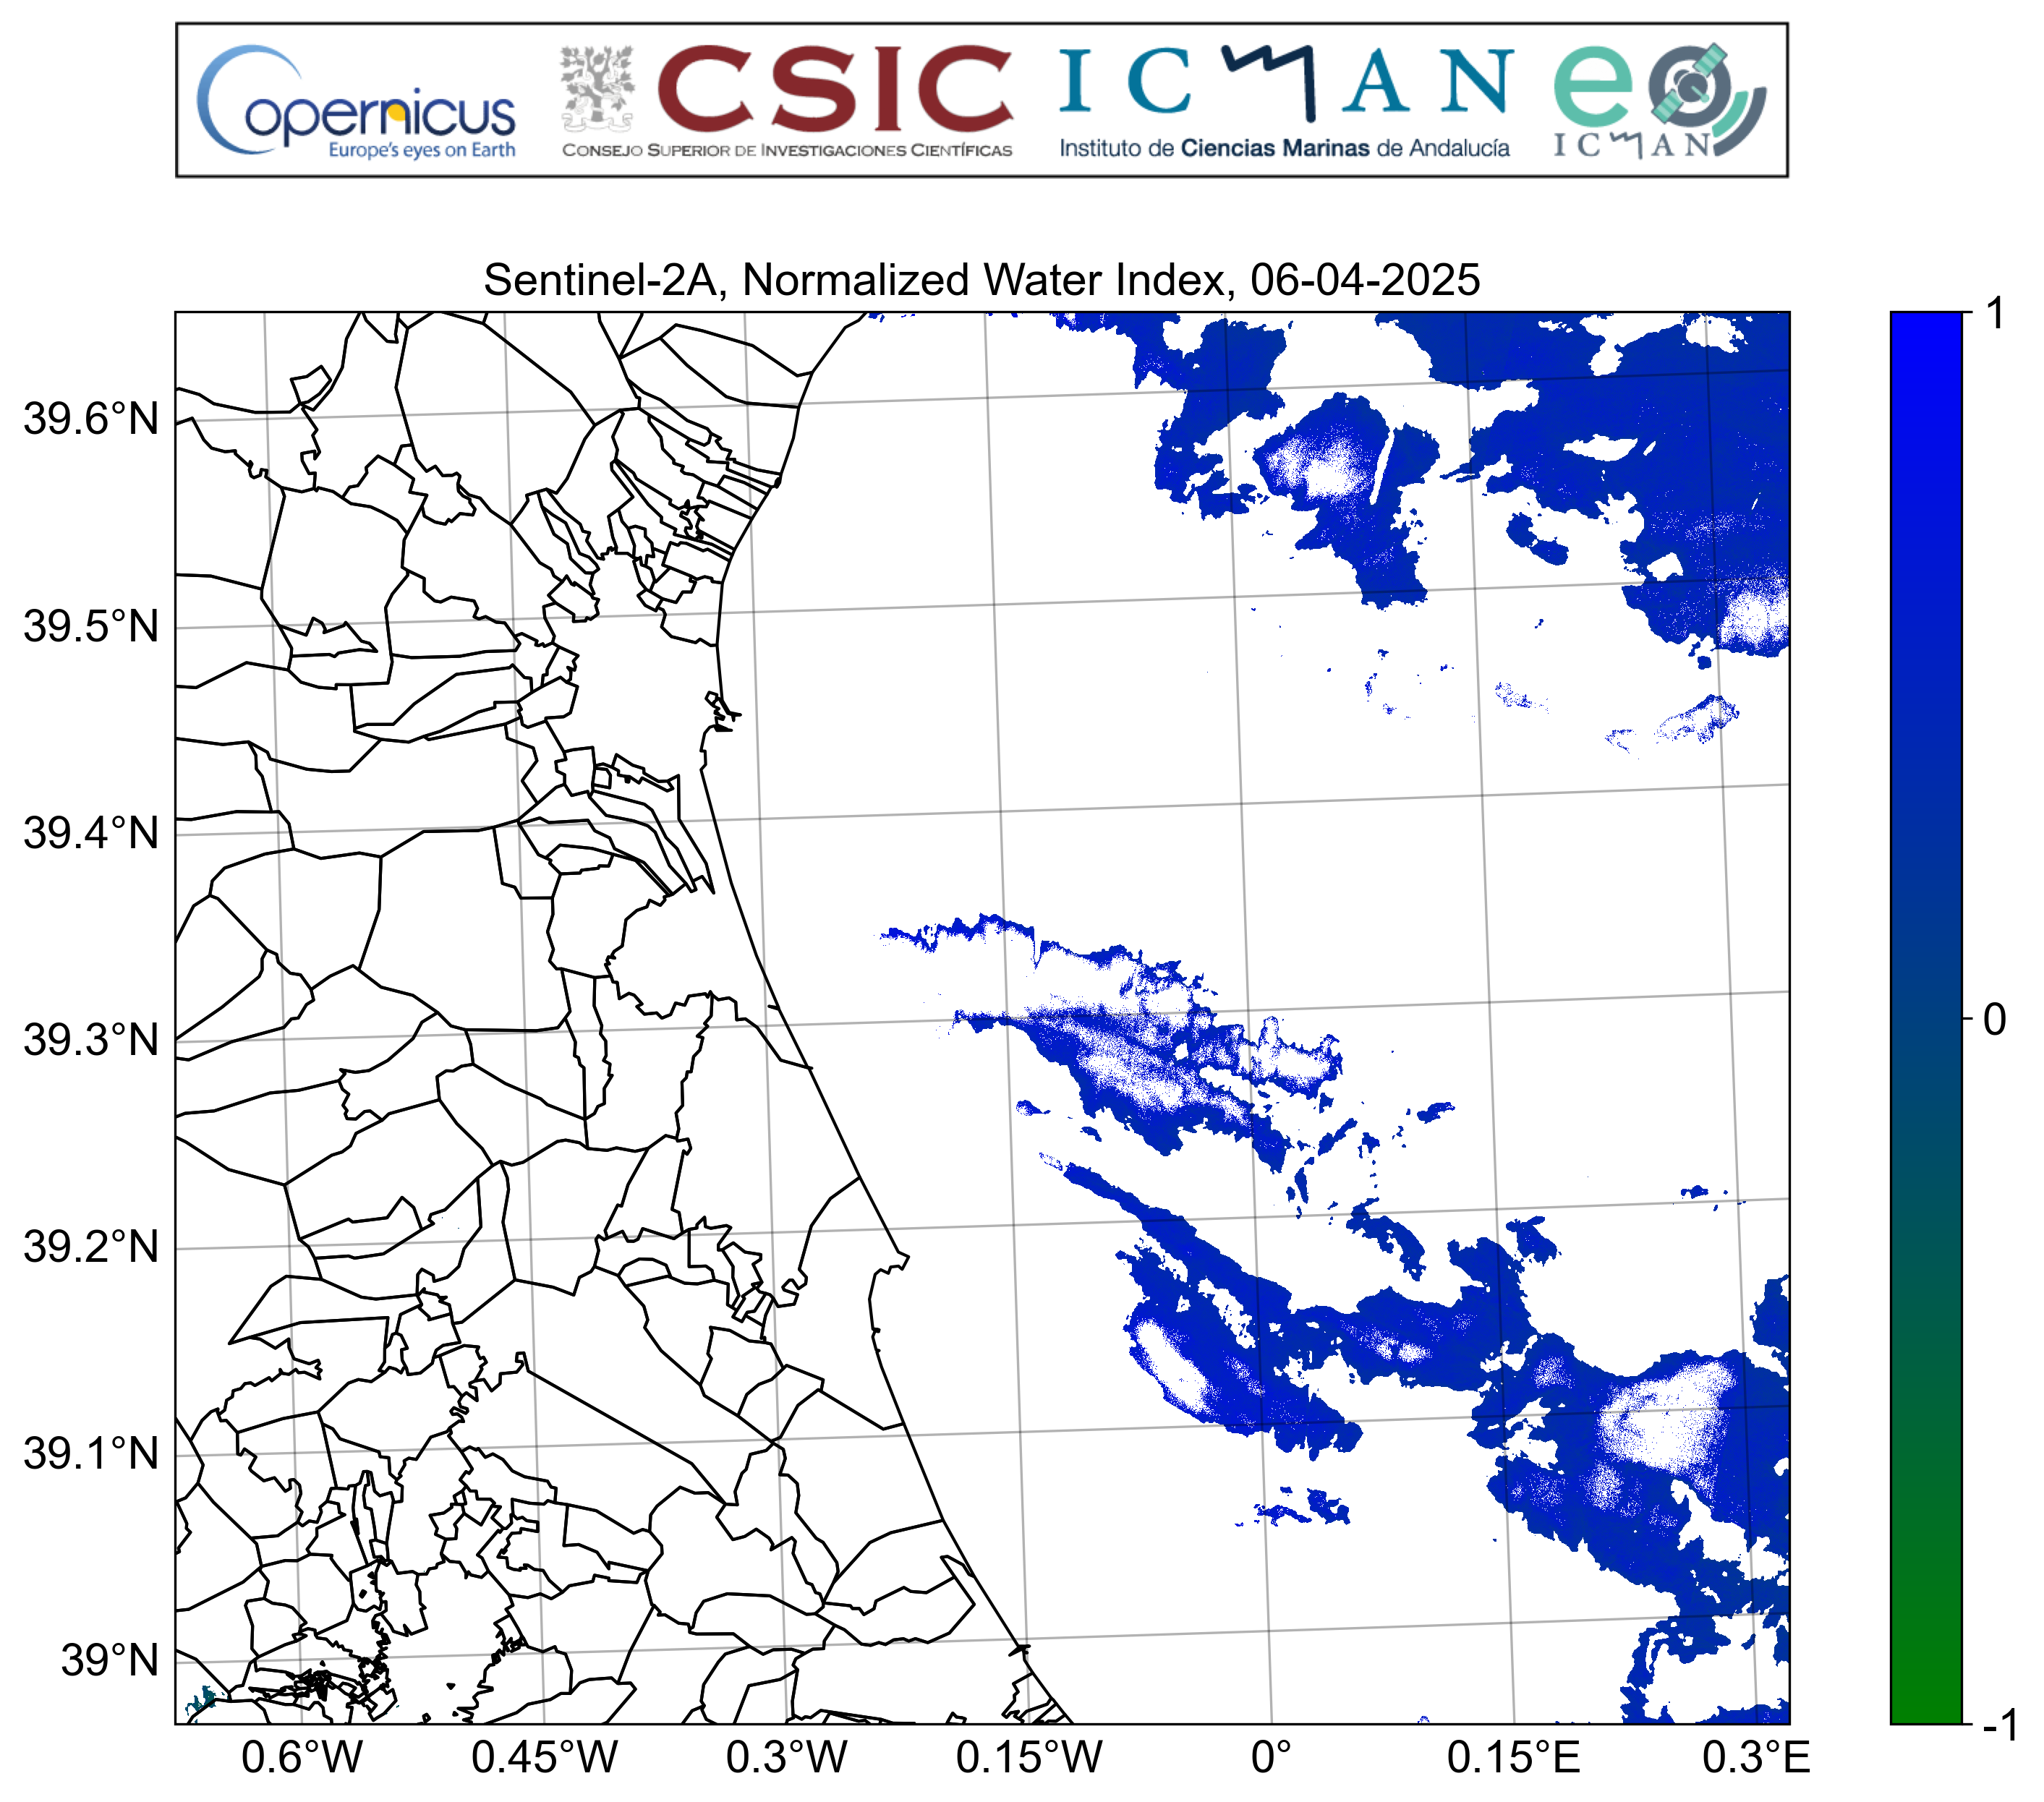 Copernicus
Europe's eyes on Earth
CSIC
CONSEJO SUPERIOR DE INVESTIGACIONES CIENTÍFICAS
ICMAN
Instituto de Ciencias Marinas de Andalucía
eo
ICMAN
Sentinel-2A, Normalized Water Index, 06-04-2025
39.6°N
39.5°N
39.4°N
39.3°N
39.2°N
39.1°N
39°N
0.6°W
0.45°W
0.3°W
0.15°W
0°
0.15°E
0.3°E
1
0
-1